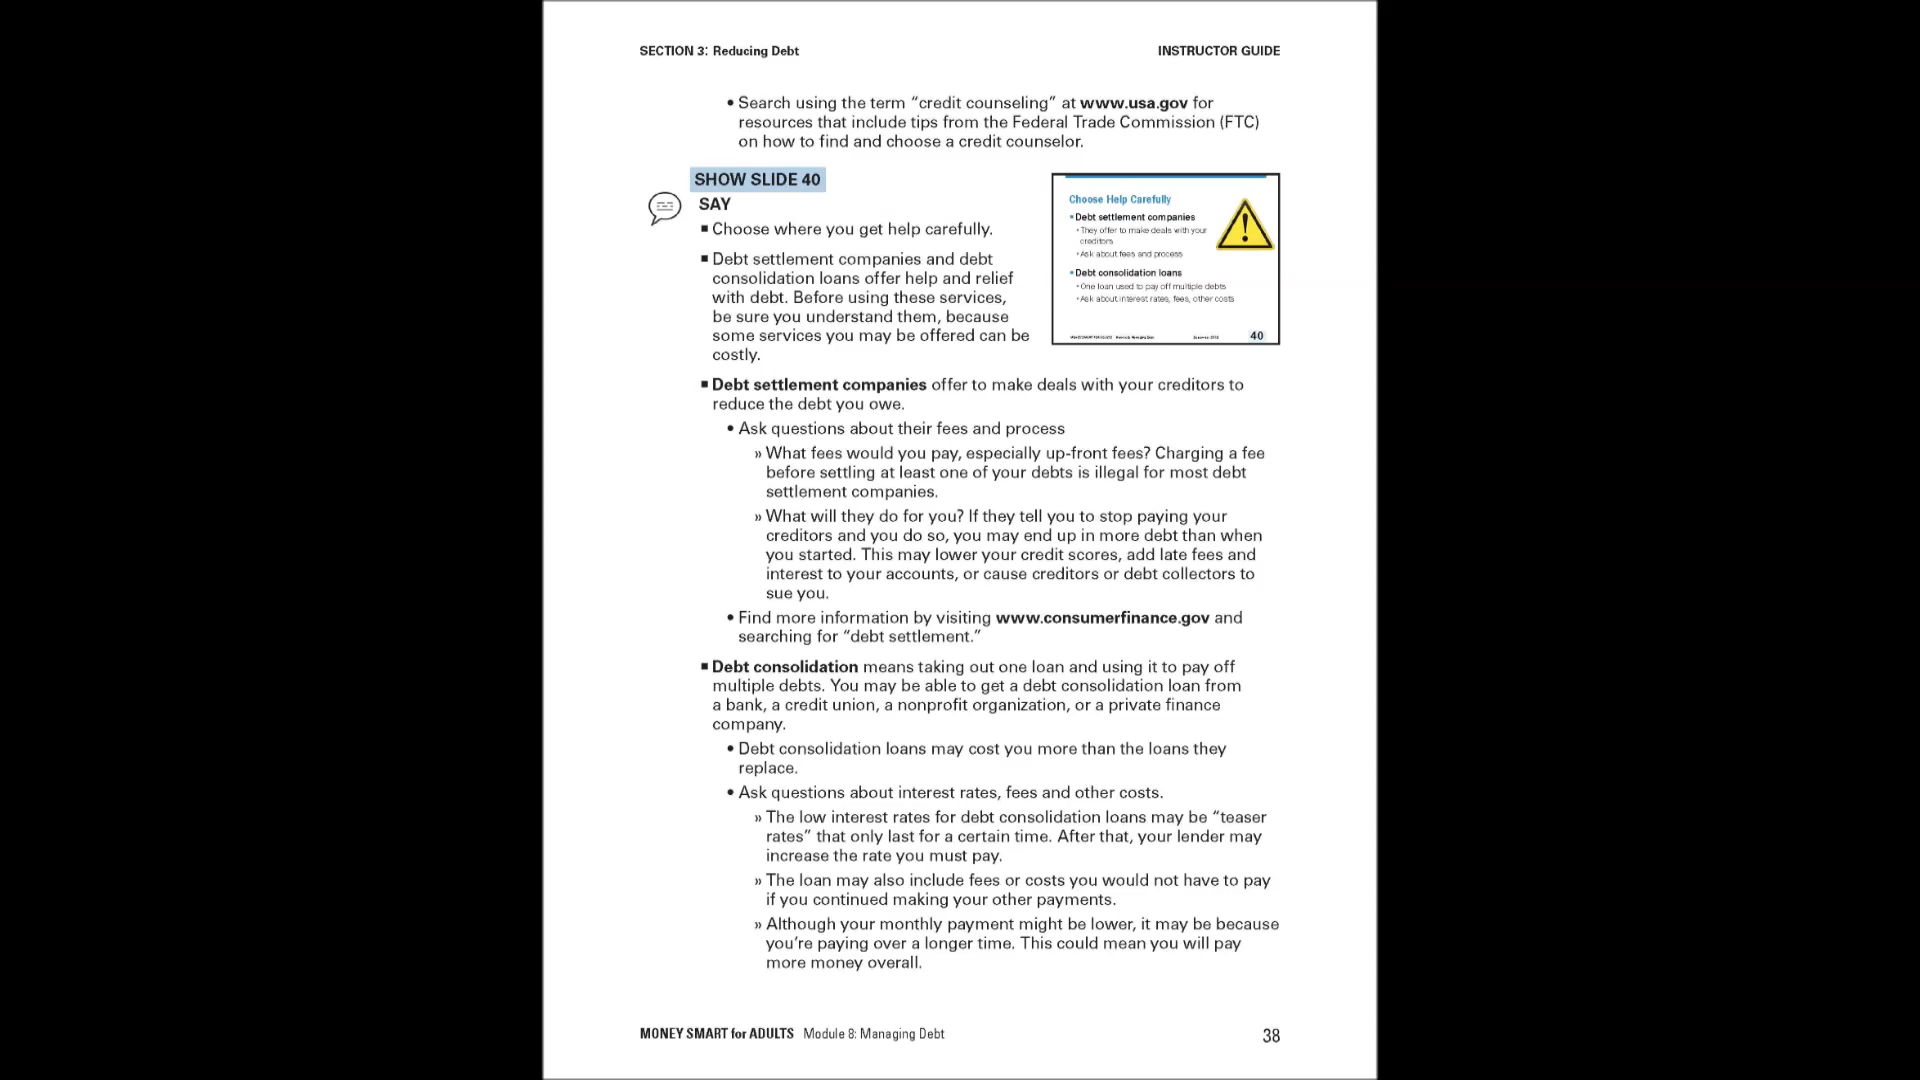 SECTION 3: Reducing Debt INSTRUCTOR GUIDE
• Search using the term “credit counseling” at www.usa.gov for
resources that include tips from the Federal Trade Commission (FTC)
on how to find and choose a credit counselor.
SHOW SLIDE 40
SAY
▪ Choose where you get help carefully.
▪ Debt settlement companies and debt
consolidation loans offer help and relief
with debt. Before using these services,
be sure you understand them, because
some services you may be offered can be
costly.
Choose Help Carefully
• Debt settlement companies
• They offer to make deals with your
creditors
• Ask about fees and process
• Debt consolidation loans
• One loan used to pay off multiple debts
• Ask about interest rates, fees, other costs
40
▪ Debt settlement companies offer to make deals with your creditors to
reduce the debt you owe.
• Ask questions about their fees and process
» What fees would you pay, especially up-front fees? Charging a fee
before settling at least one of your debts is illegal for most debt
settlement companies.
» What will they do for you? If they tell you to stop paying your
creditors and you do so, you may end up in more debt than when
you started. This may lower your credit scores, add late fees and
interest to your accounts, or cause creditors or debt collectors to
sue you.
• Find more information by visiting www.consumerfinance.gov and
searching for “debt settlement.”
▪ Debt consolidation means taking out one loan and using it to pay off
multiple debts. You may be able to get a debt consolidation loan from
a bank, a credit union, a nonprofit organization, or a private finance
company.
• Debt consolidation loans may cost you more than the loans they
replace.
• Ask questions about interest rates, fees and other costs.
» The low interest rates for debt consolidation loans may be “teaser
rates” that only last for a certain time. After that, your lender may
increase the rate you must pay.
» The loan may also include fees or costs you would not have to pay
if you continued making your other payments.
» Although your monthly payment might be lower, it may be because
you’re paying over a longer time. This could mean you will pay
more money overall.
MONEY SMART for ADULTS Module 8: Managing Debt 38